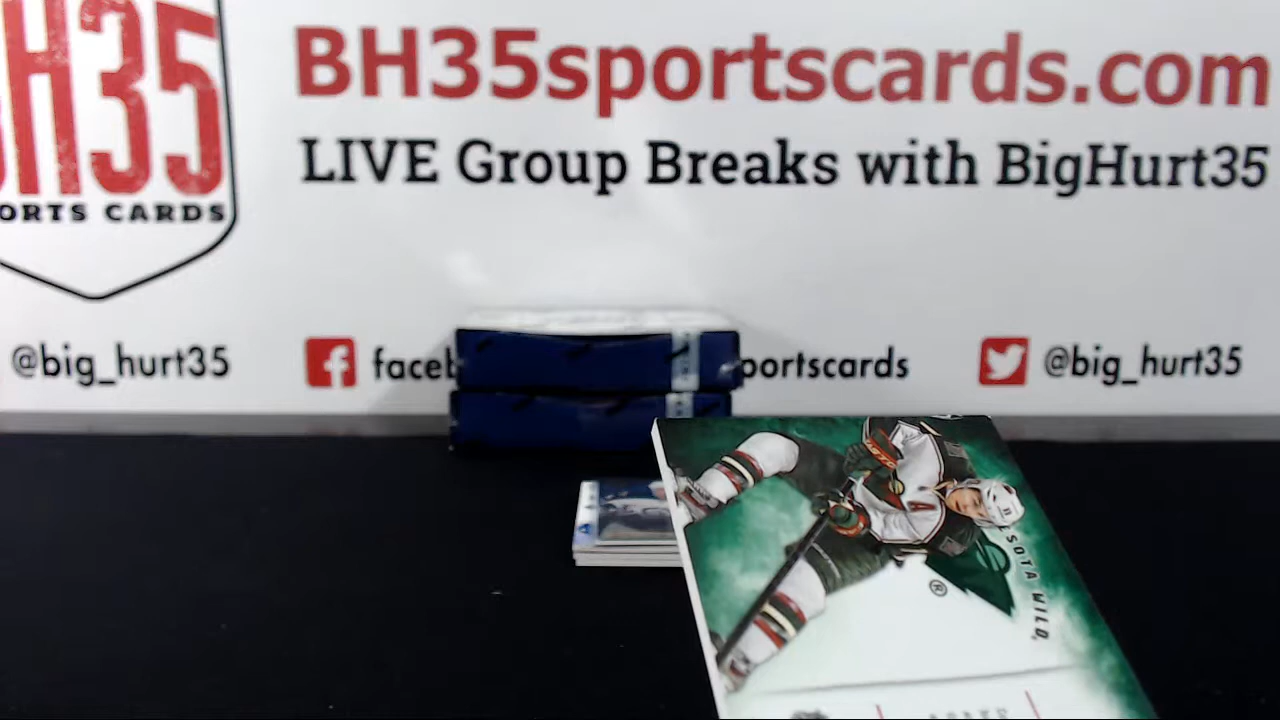 BH35sportscards.com
LIVE Group Breaks with BigHurt35
H35
ORTS CARDS
@big_hurt35
faceb
portscards
@big_hurt35
A
SOTA WILD
®